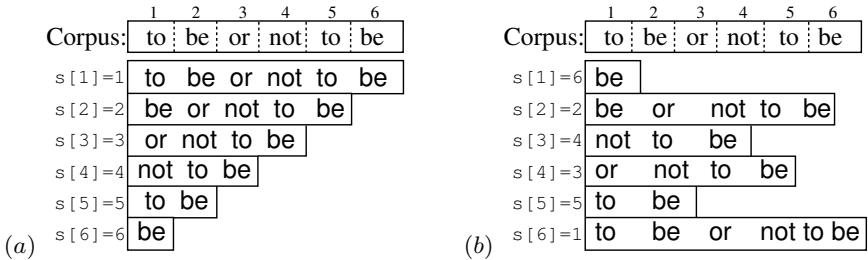 1 2 3 4 5 6
Corpus: to be or not to be
s[1]=1 to be or not to be
s[2]=2 be or not to be
s[3]=3 or not to be
s[4]=4 not to be
s[5]=5 to be
(a) s[6]=6 be
1 2 3 4 5 6
Corpus: to be or not to be
s[1]=6 be
s[2]=2 be or not to be
s[3]=4 not to be
s[4]=3 or not to be
s[5]=5 to be
(b) s[6]=1 to be or not to be